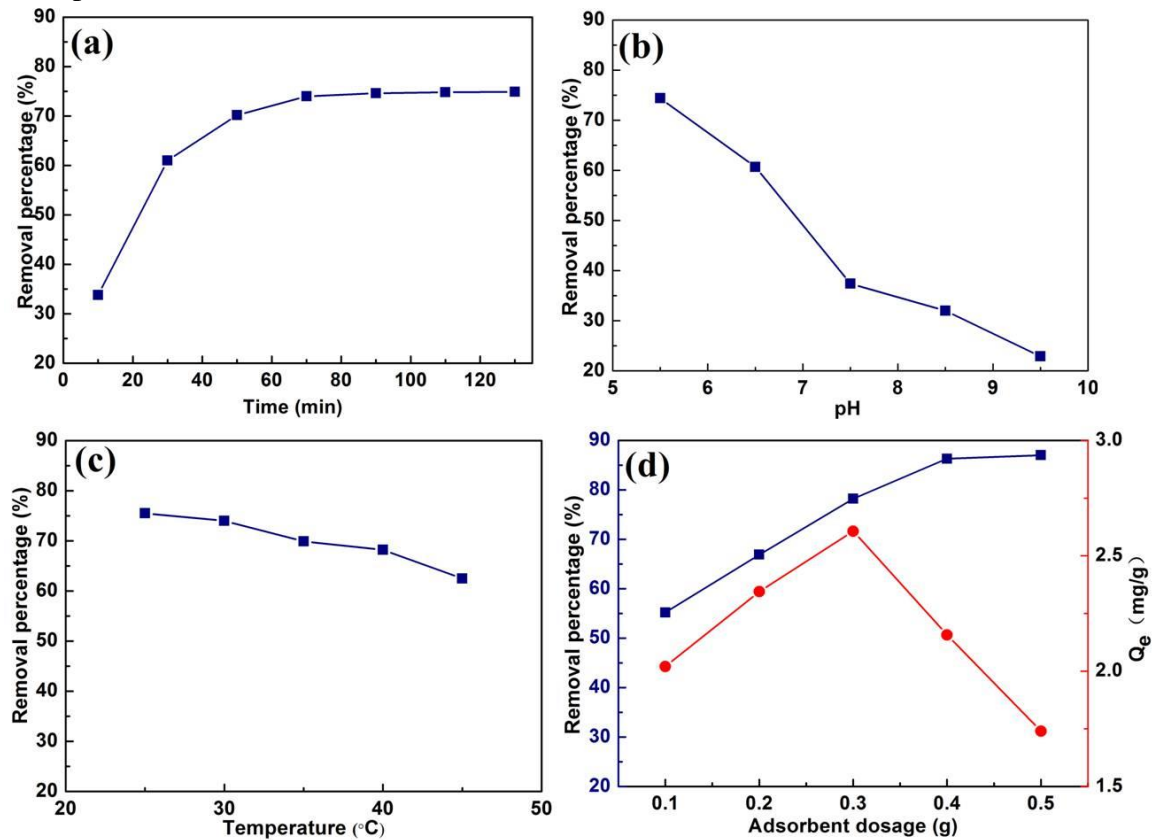 (a)
Removal percentage (%)
90
80
70
60
50
40
30
20
0 20 40 60 80 100 120
Time (min)
(b)
Removal percentage (%)
90
80
70
60
50
40
30
20
5 6 7 8 9 10
pH
(c)
Removal percentage (%)
90
80
70
60
50
40
30
20
20 30 40 50
Temperature (°C)
(d)
Removal percentage (%)
90
80
70
60
50
40
30
20
0.1 0.2 0.3 0.4 0.5
Adsorbent dosage (g)
3.0
2.5
2.0
1.5
Qe (mg/g)